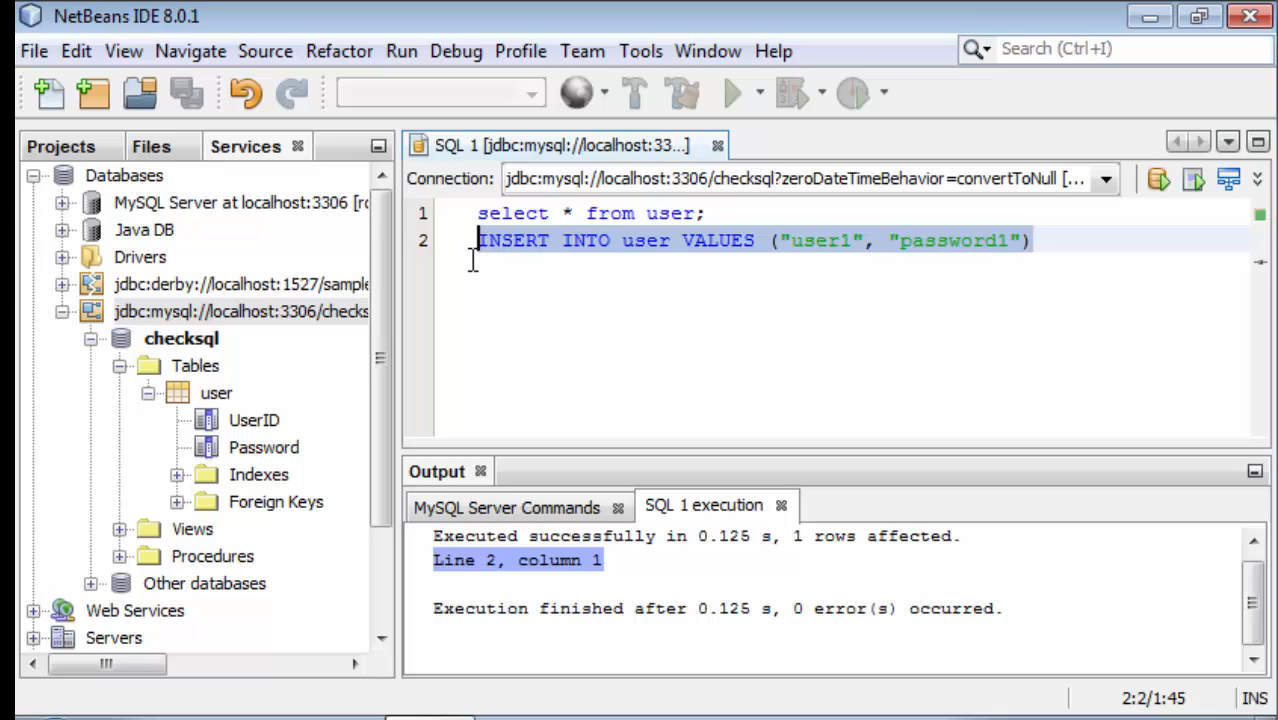 NetBeans IDE 8.0.1
File Edit View Navigate Source Refactor Run Debug Profile Team Tools Window Help
Search (Ctrl+I)
Projects Files Services
Databases
MySQL Server at localhost:3306 [ro
Java DB
Drivers
jdbc:derby://localhost:1527/sample
jdbc:mysql://localhost:3306/checks
checksql
Tables
user
UserID
Password
Indexes
Foreign Keys
Views
Procedures
Other databases
Web Services
Servers
SQL 1 [jdbc:mysql://localhost:33...]
Connection: jdbc:mysql://localhost:3306/checksql?zeroDateTimeBehavior=convertToNull [...
1 select * from user;
2 INSERT INTO user VALUES ("user1", "password1")
Output
MySQL Server Commands SQL 1 execution
Executed successfully in 0.125 s, 1 rows affected.
Line 2, column 1
Execution finished after 0.125 s, 0 error(s) occurred.
2:2/1:45 INS